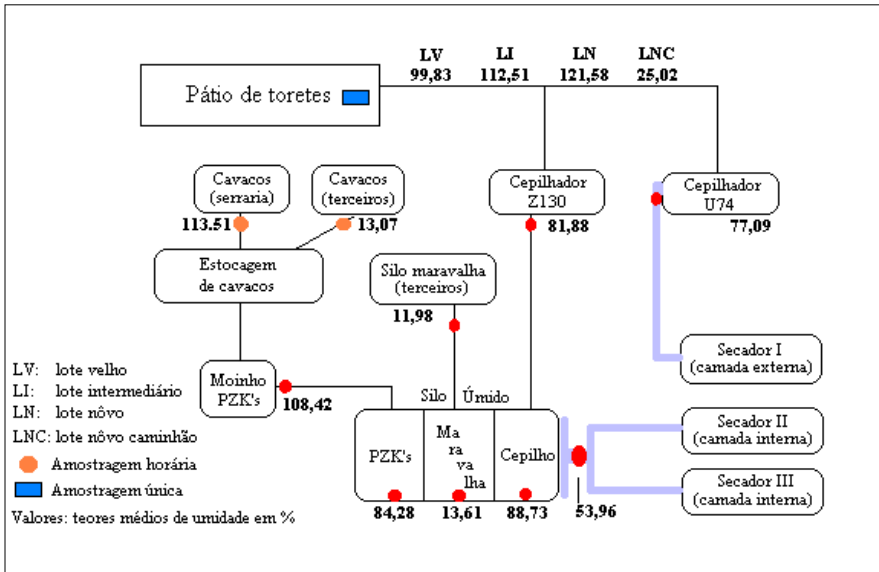 LV LI LN LNC
99,83 112,51 121,58 25,02
Pátio de toretes
Cavacos
(serraria)
Cavacos
(terceiros)
Cepilhador
Z130
Cepilhador
U74
113.51
13,07
81,88
77,09
Estocagem
de cavacos
Silo maravalha
(terceiros)
11,98
Secador I
(camada externa)
LV: lote velho
LI: lote intermediário
LN: lote nôvo
LNC: lote nôvo caminhão
Amostragem horária
Amostragem única
Valores: teores médios de umidade em %
Moinho
PZK's
108,42
Silo Úmido
PZK's
Ma
ra
va
lha
Cepilho
Secador II
(camada interna)
Secador III
(camada interna)
84,28 13,61 88,73 53,96